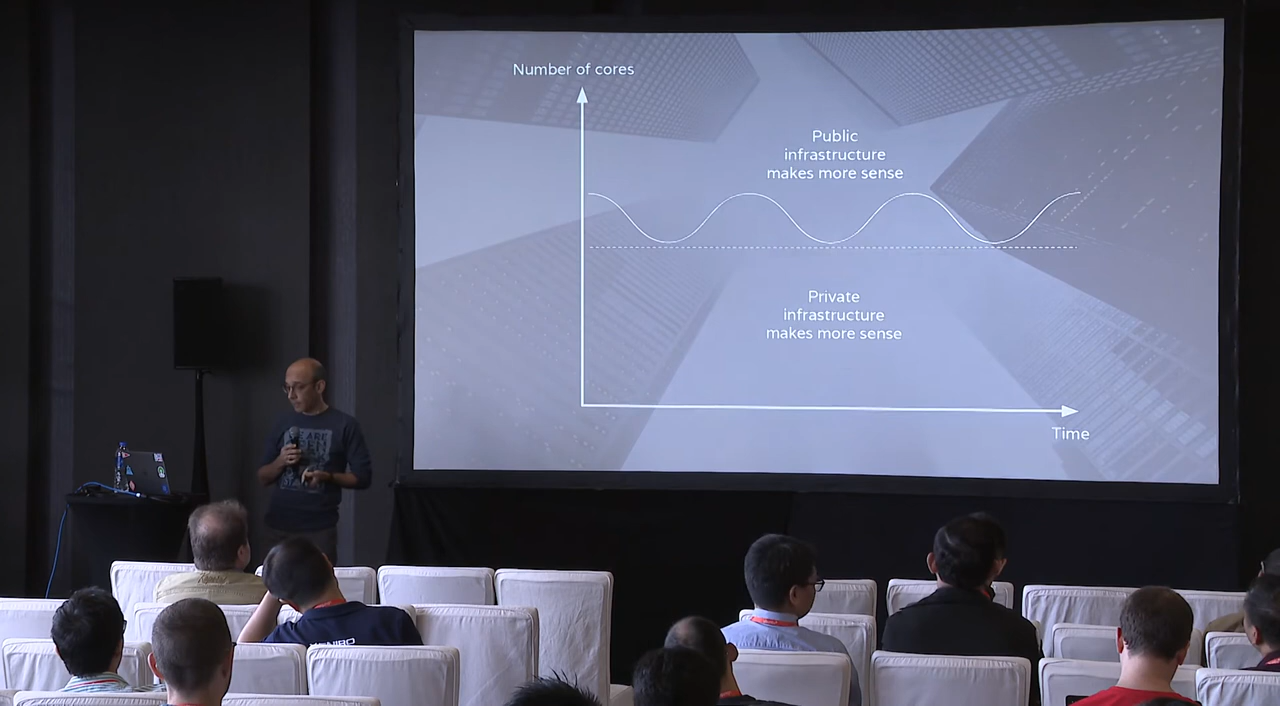 Number of cores
Public
infrastructure
makes more sense
Private
infrastructure
makes more sense
Time